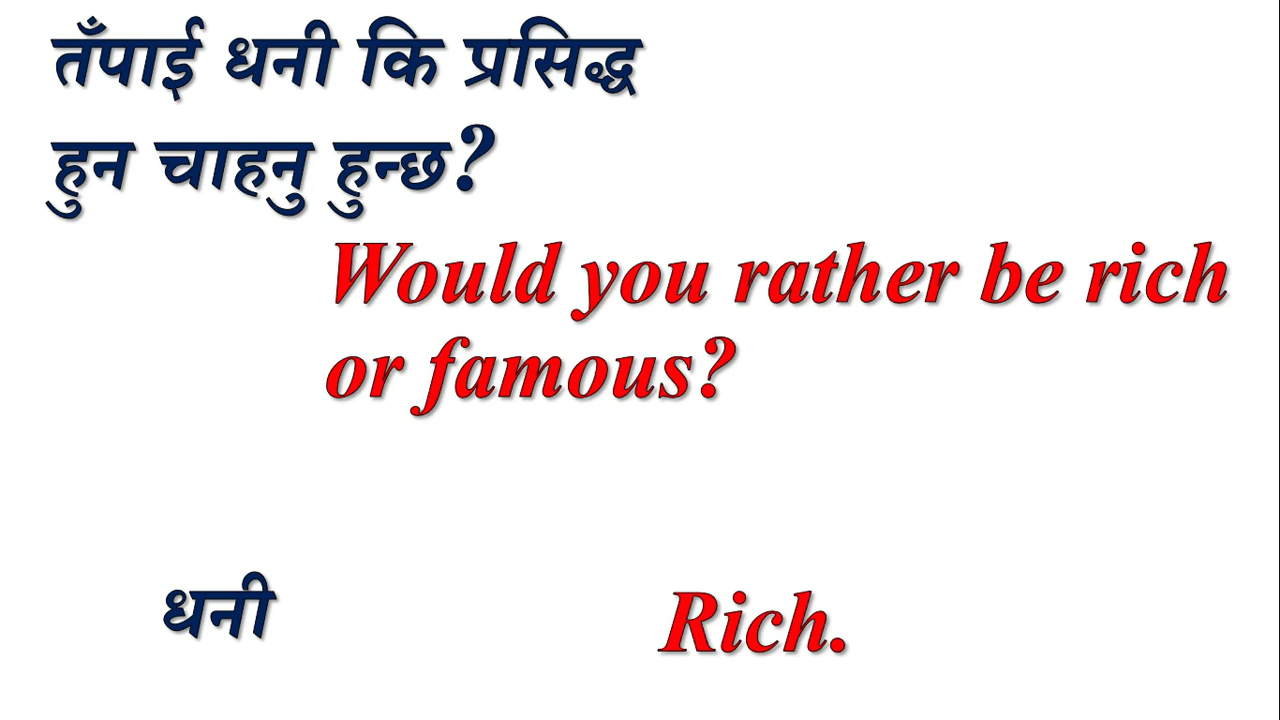 तँपाई धनी कि प्रसिद्ध
हुन चाहनु हुन्छ?
Would you rather be rich
or famous?
धनी
Rich.